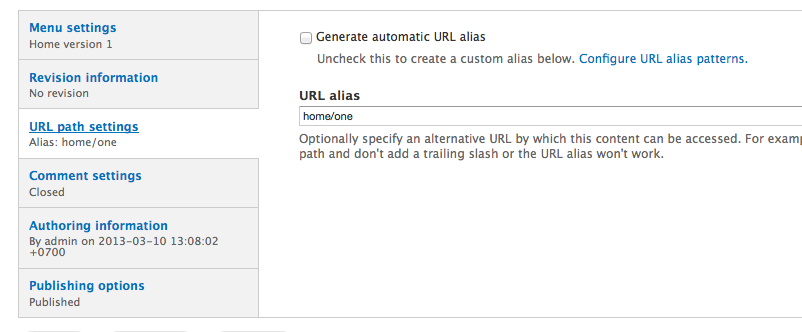 Menu settings
Home version 1
Revision information
No revision
URL path settings
Alias: home/one
Comment settings
Closed
Authoring information
By admin on 2013-03-10 13:08:02
+0700
Publishing options
Published
Generate automatic URL alias
Uncheck this to create a custom alias below. Configure URL alias patterns.
URL alias
home/one
Optionally specify an alternative URL by which this content can be accessed. For
path and don't add a trailing slash or the URL alias won't work.